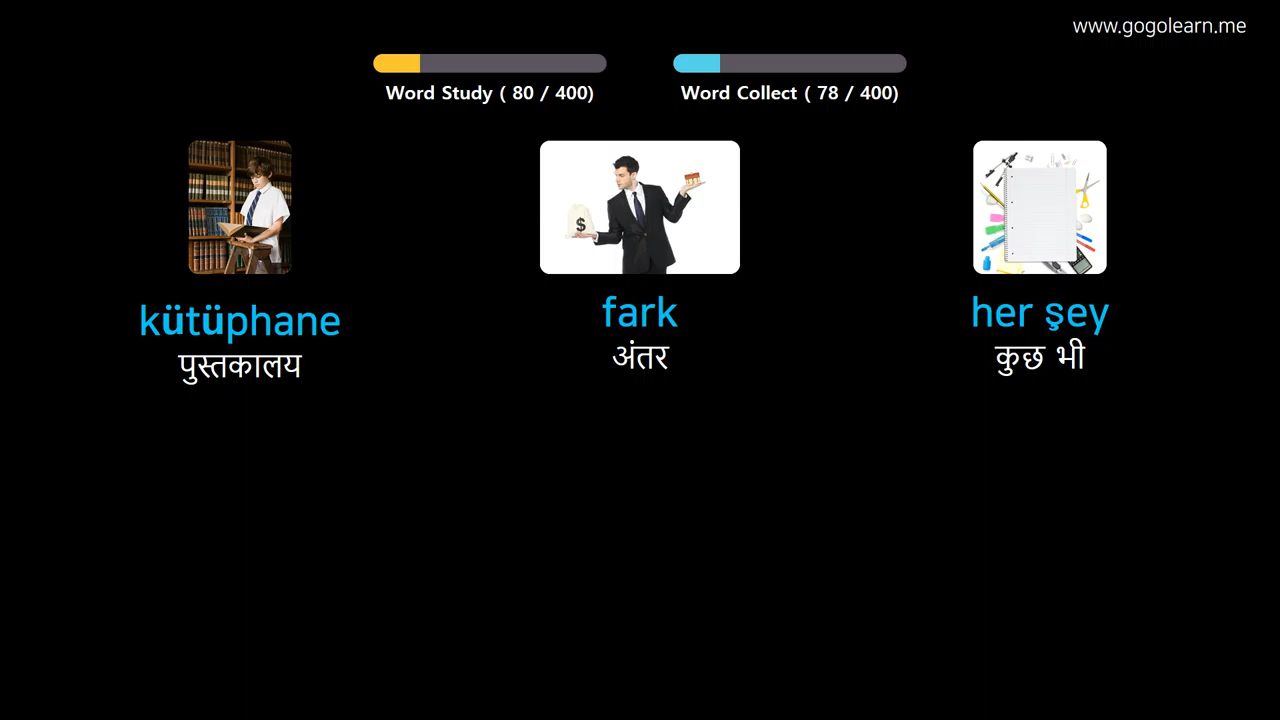 www.gogolearn.me
Word Study ( 80 / 400)
Word Collect ( 78 / 400)
kütüphane
पुस्तकालय
fark
अंतर
her şey
कुछ भी